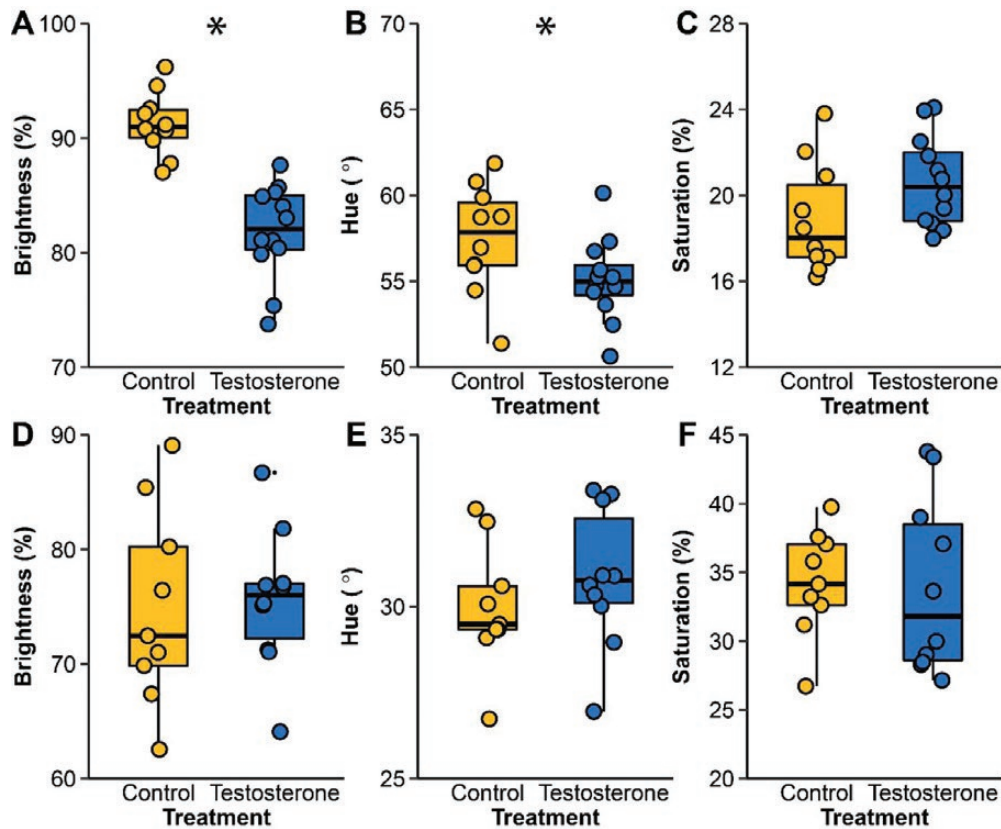 A
*
Brightness (%)
100
90
80
70
Control
Testosterone
Treatment
B
*
Hue ( °)
70
60
55
50
Control
Testosterone
Treatment
C
Saturation (%)
28
24
20
16
12
Control
Testosterone
Treatment
D
Brightness (%)
90
80
70
60
Control
Testosterone
Treatment
E
Hue ( °)
35
30
25
Control
Testosterone
Treatment
F
Saturation (%)
45
40
35
30
25
20
Control
Testosterone
Treatment